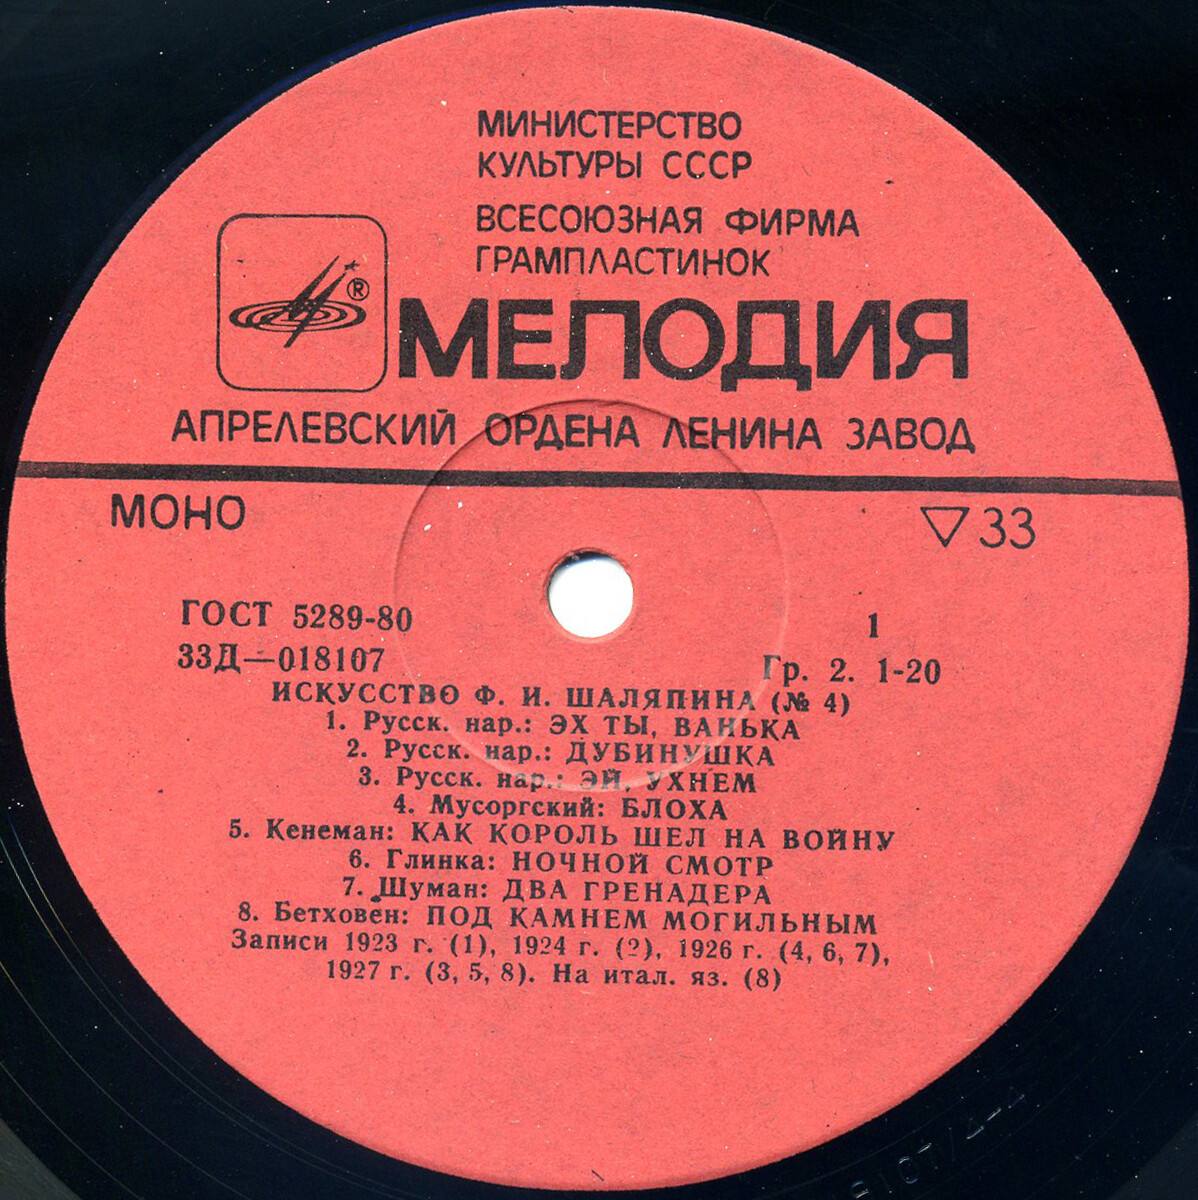 МИНИСТЕРСТВО
КУЛЬТУРЫ СССР
ВСЕСОЮЗНАЯ ФИРМА
ГРАМПЛАСТИНОК
®
МЕЛОДИЯ
АПРЕЛЕВСКИЙ ОРДЕНА ЛЕНИНА ЗАВОД
МОНО
▽33
ГОСТ 5289-80
1
33Д—018107
Гр. 2. 1-20
ИСКУССТВО Ф. И. ШАЛЯПИНА (№ 4)
1. Русск. нар.: ЭХ ТЫ, ВАНЬКА
2. Русск. нар.: ДУБИНУШКА
3. Русск. нар.: ЭЙ, УХНЕМ
4. Мусоргский: БЛОХА
5. Кенеман: КАК КОРОЛЬ ШЕЛ НА ВОЙНУ
6. Глинка: НОЧНОЙ СМОТР
7. Шуман: ДВА ГРЕНАДЕРА
8. Бетховен: ПОД КАМНЕМ МОГИЛЬНЫМ
Записи 1923 г. (1), 1924 г. (2), 1926 г. (4, 6, 7),
1927 г. (3, 5, 8). На итал. яз. (8)